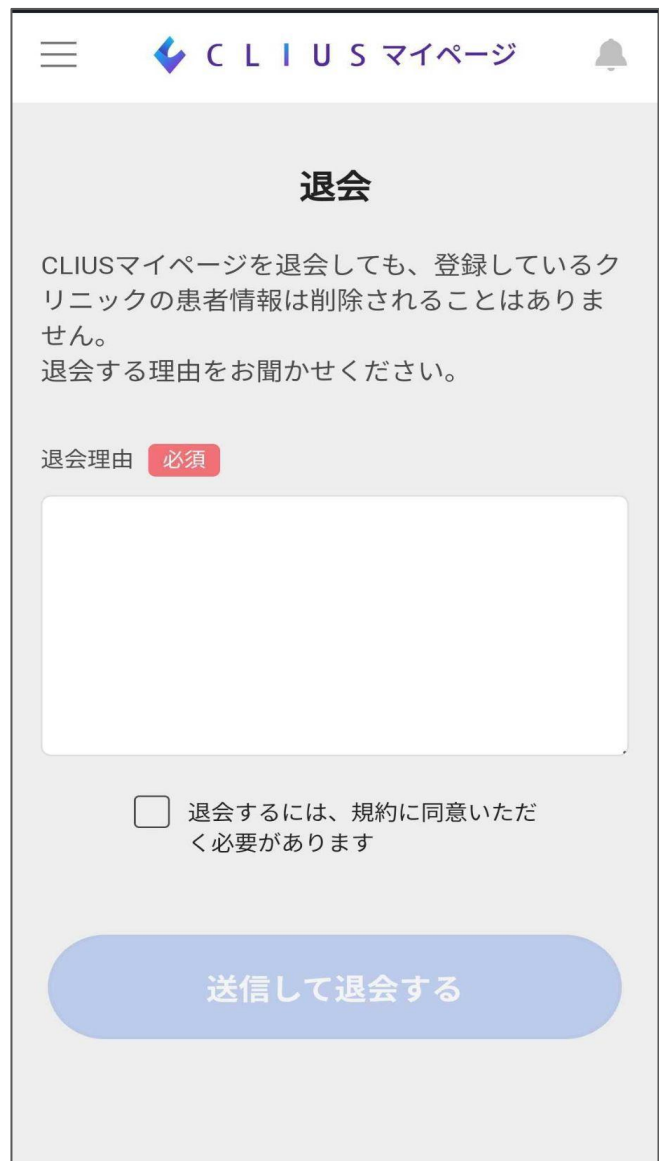 CLIUSマイページ
退会
CLIUSマイページを退会しても、登録しているク
リニックの患者情報は削除されることはありま
せん。
退会する理由をお聞かせください。
退会理由 必須
退会するには、規約に同意いただ
く必要があります
送信して退会する